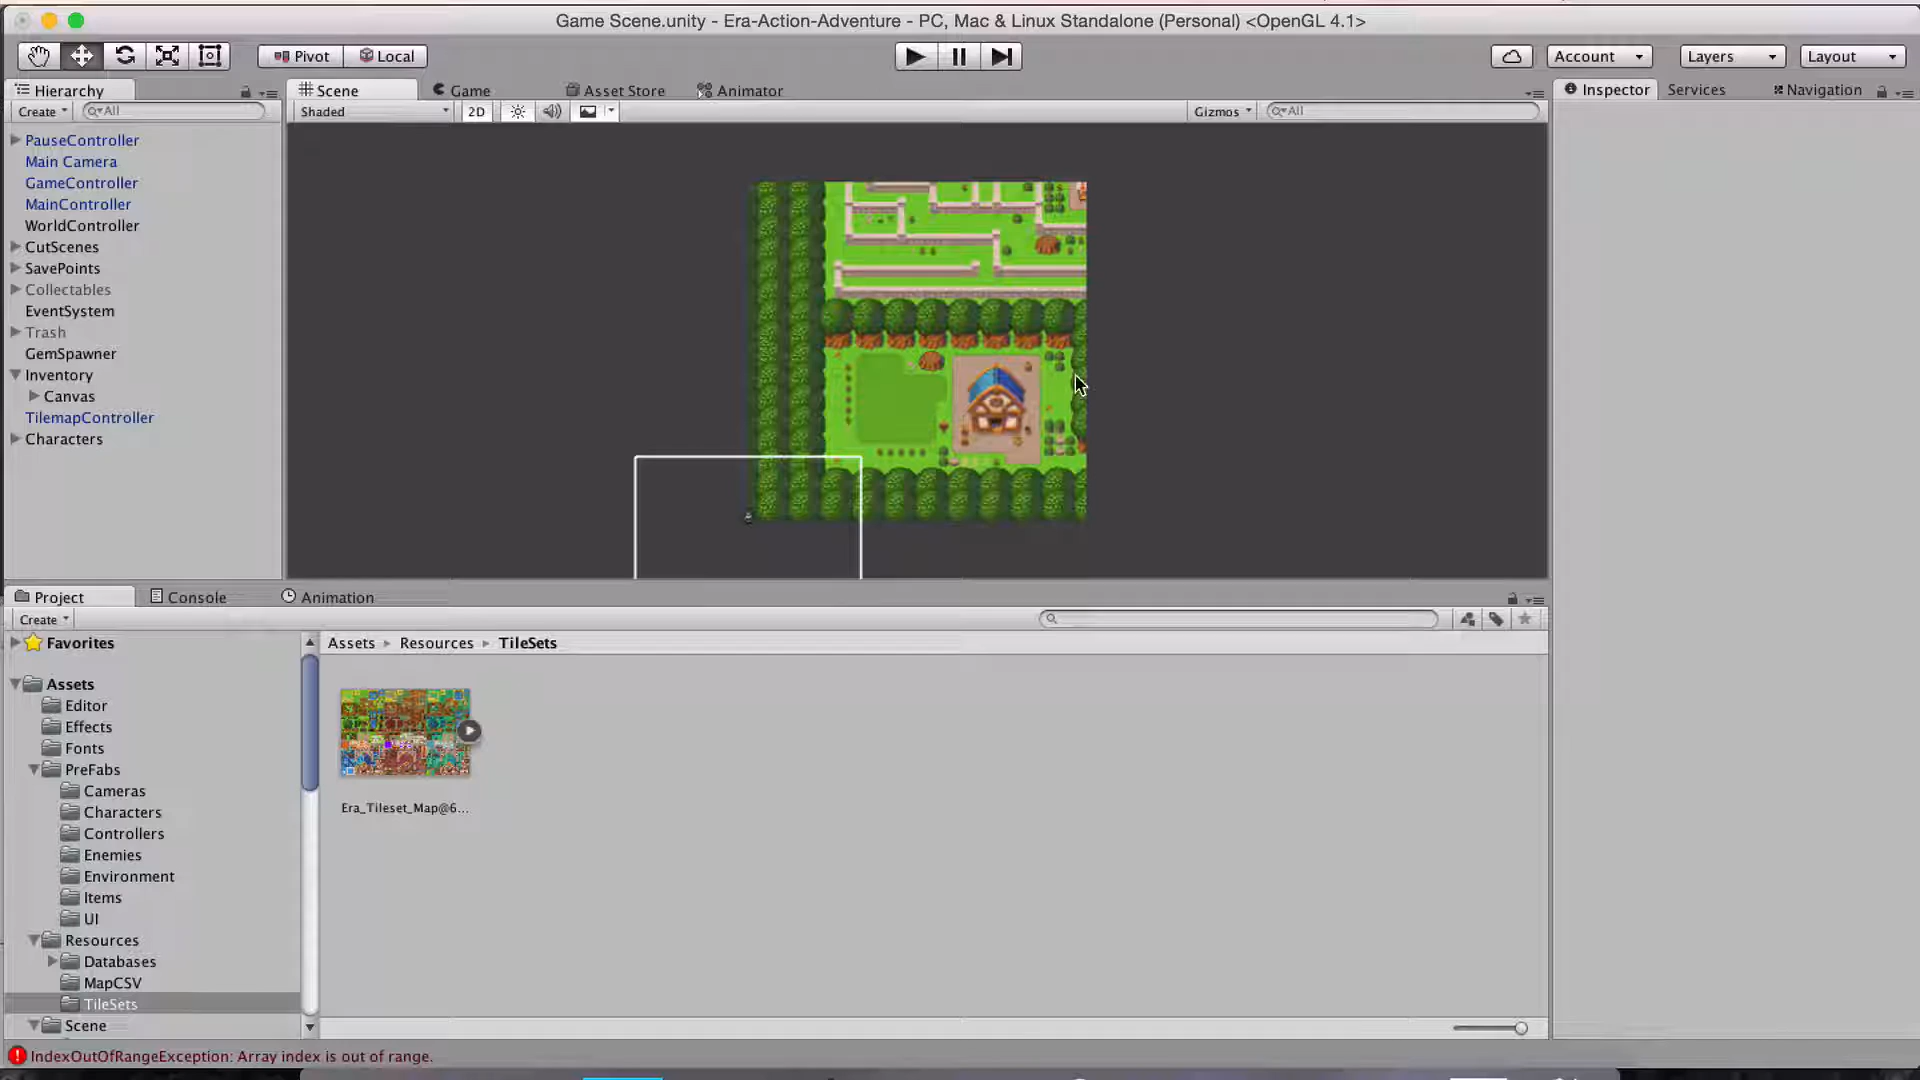 Game Scene.unity - Era-Action-Adventure - PC, Mac & Linux Standalone (Personal) <OpenGL 4.1>
Pivot Local Account Layers Layout
Hierarchy Scene Game Asset Store Animator Inspector Services Navigation
Create All Shaded 2D Gizmos All
PauseController
Main Camera
GameController
MainController
WorldController
CutScenes
SavePoints
Collectables
EventSystem
Trash
GemSpawner
Inventory
Canvas
TilemapController
Characters
Project Console Animation
Create
Favorites
Assets
Editor
Effects
Fonts
PreFabs
Cameras
Characters
Controllers
Enemies
Environment
Items
UI
Resources
Databases
MapCSV
TileSets
Scene
Assets Resources TileSets
Era_Tileset_Map@6...
IndexOutOfRangeException: Array index is out of range.